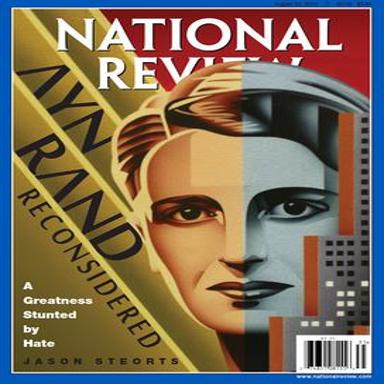 NATIONAL
REVIEW
AYN
RAND
RECONSIDERED
A
Greatness
Stunted
by
Hate
JASON STEORTS
www.nationalreview.com